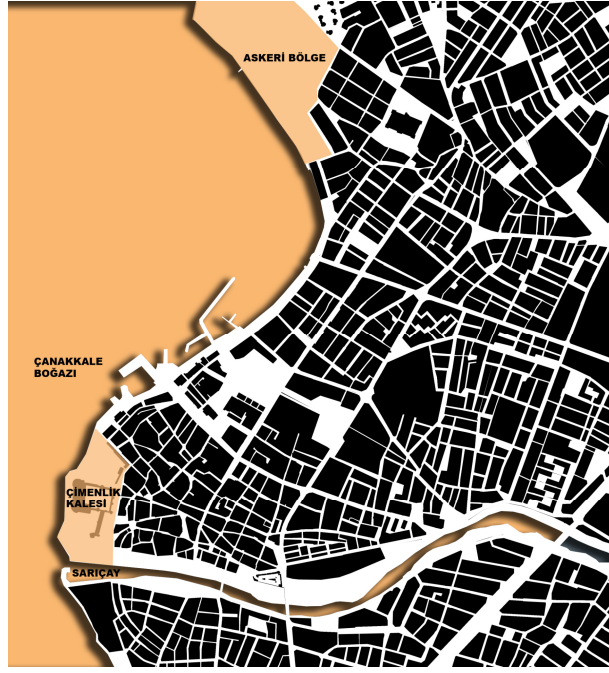 ASKERİ BÖLGE
ÇANAKKALE
BOĞAZI
ÇİMENLİK
KALESİ
SARIÇAY